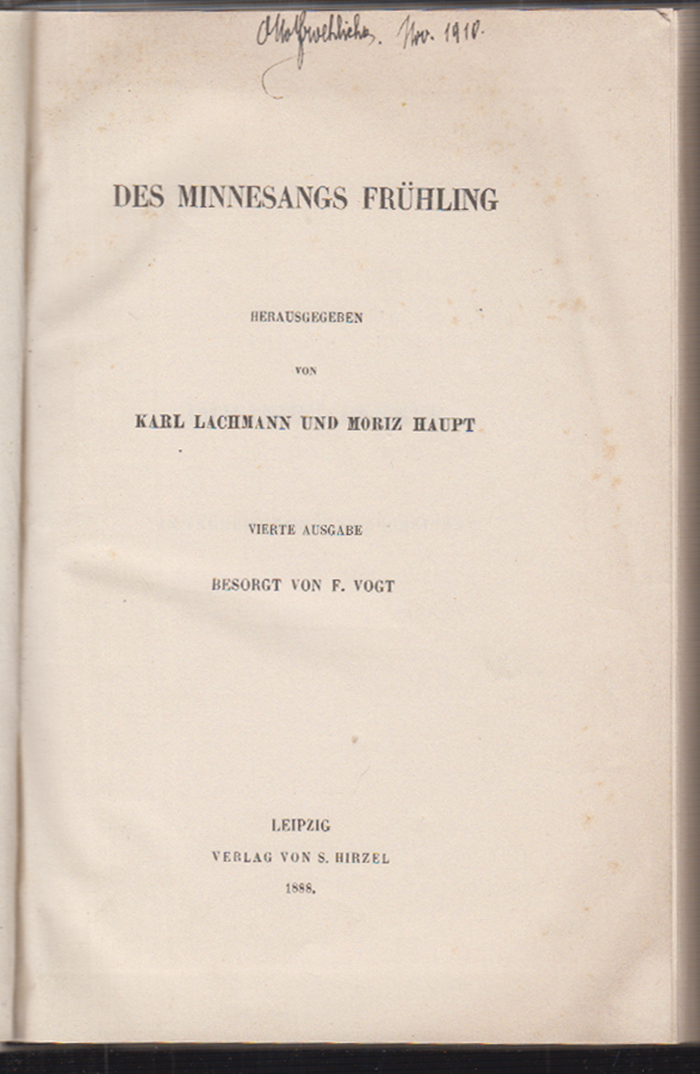 Nov. 1910.
DES MINNESANGS FRÜHLING
HERAUSGEGEBEN
VON
KARL LACHMANN UND MORIZ HAUPT
VIERTE AUSGABE
BESORGT VON F. VOGT
LEIPZIG
VERLAG VON S. HIRZEL
1888.